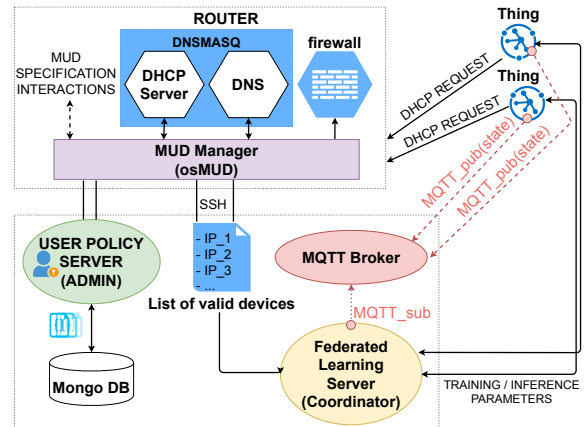 ROUTER
DNSMASQ
DHCP
Server
DNS
firewall
MUD
SPECIFICATION
INTERACTIONS
MUD Manager
(osMUD)
Thing
Thing
DHCP REQUEST
DHCP REQUEST
MQTT_pub(state)
MQTT_pub(state)
SSH
USER POLICY
SERVER
(ADMIN)
- IP_1
- IP_2
- IP_3
- ...
List of valid devices
MQTT Broker
MQTT_sub
Federated
Learning
Server
(Coordinator)
Mongo DB
TRAINING / INFERENCE
PARAMETERS